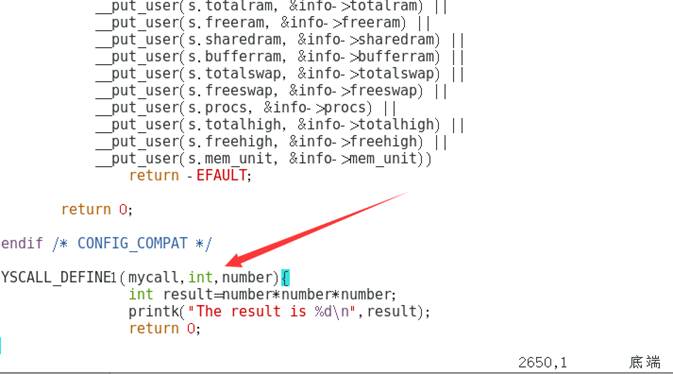 __put_user(s.totalram, &info->totalram) ||
__put_user(s.freeram, &info->freeram) ||
__put_user(s.sharedram, &info->sharedram) ||
__put_user(s.bufferram, &info->bufferram) ||
__put_user(s.totalswap, &info->totalswap) ||
__put_user(s.freeswap, &info->freeswap) ||
__put_user(s.procs, &info->procs) ||
__put_user(s.totalhigh, &info->totalhigh) ||
__put_user(s.freehigh, &info->freehigh) ||
__put_user(s.mem_unit, &info->mem_unit))
return -EFAULT;
return 0;
endif /* CONFIG_COMPAT */
YSCALL_DEFINE1(mycall,int,number){
int result=number*number*number;
printk("The result is %d\n",result);
return 0;
2650,1 底端